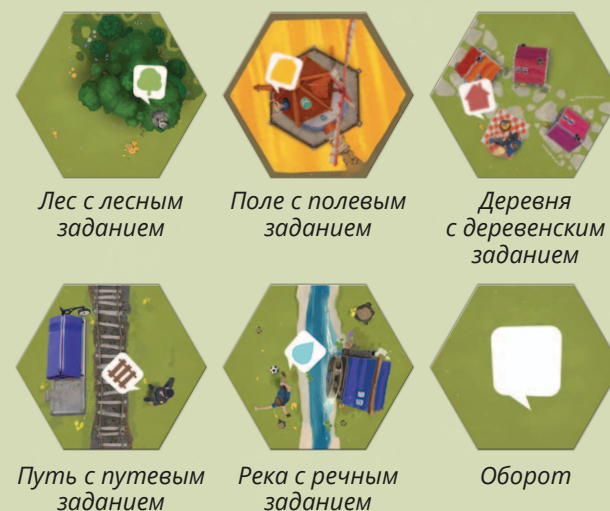 Лес с лесным
заданием
Поле с полевым
заданием
Деревня
с деревенским
заданием
Путь с путевым
заданием
Река с речным
заданием
Оборот